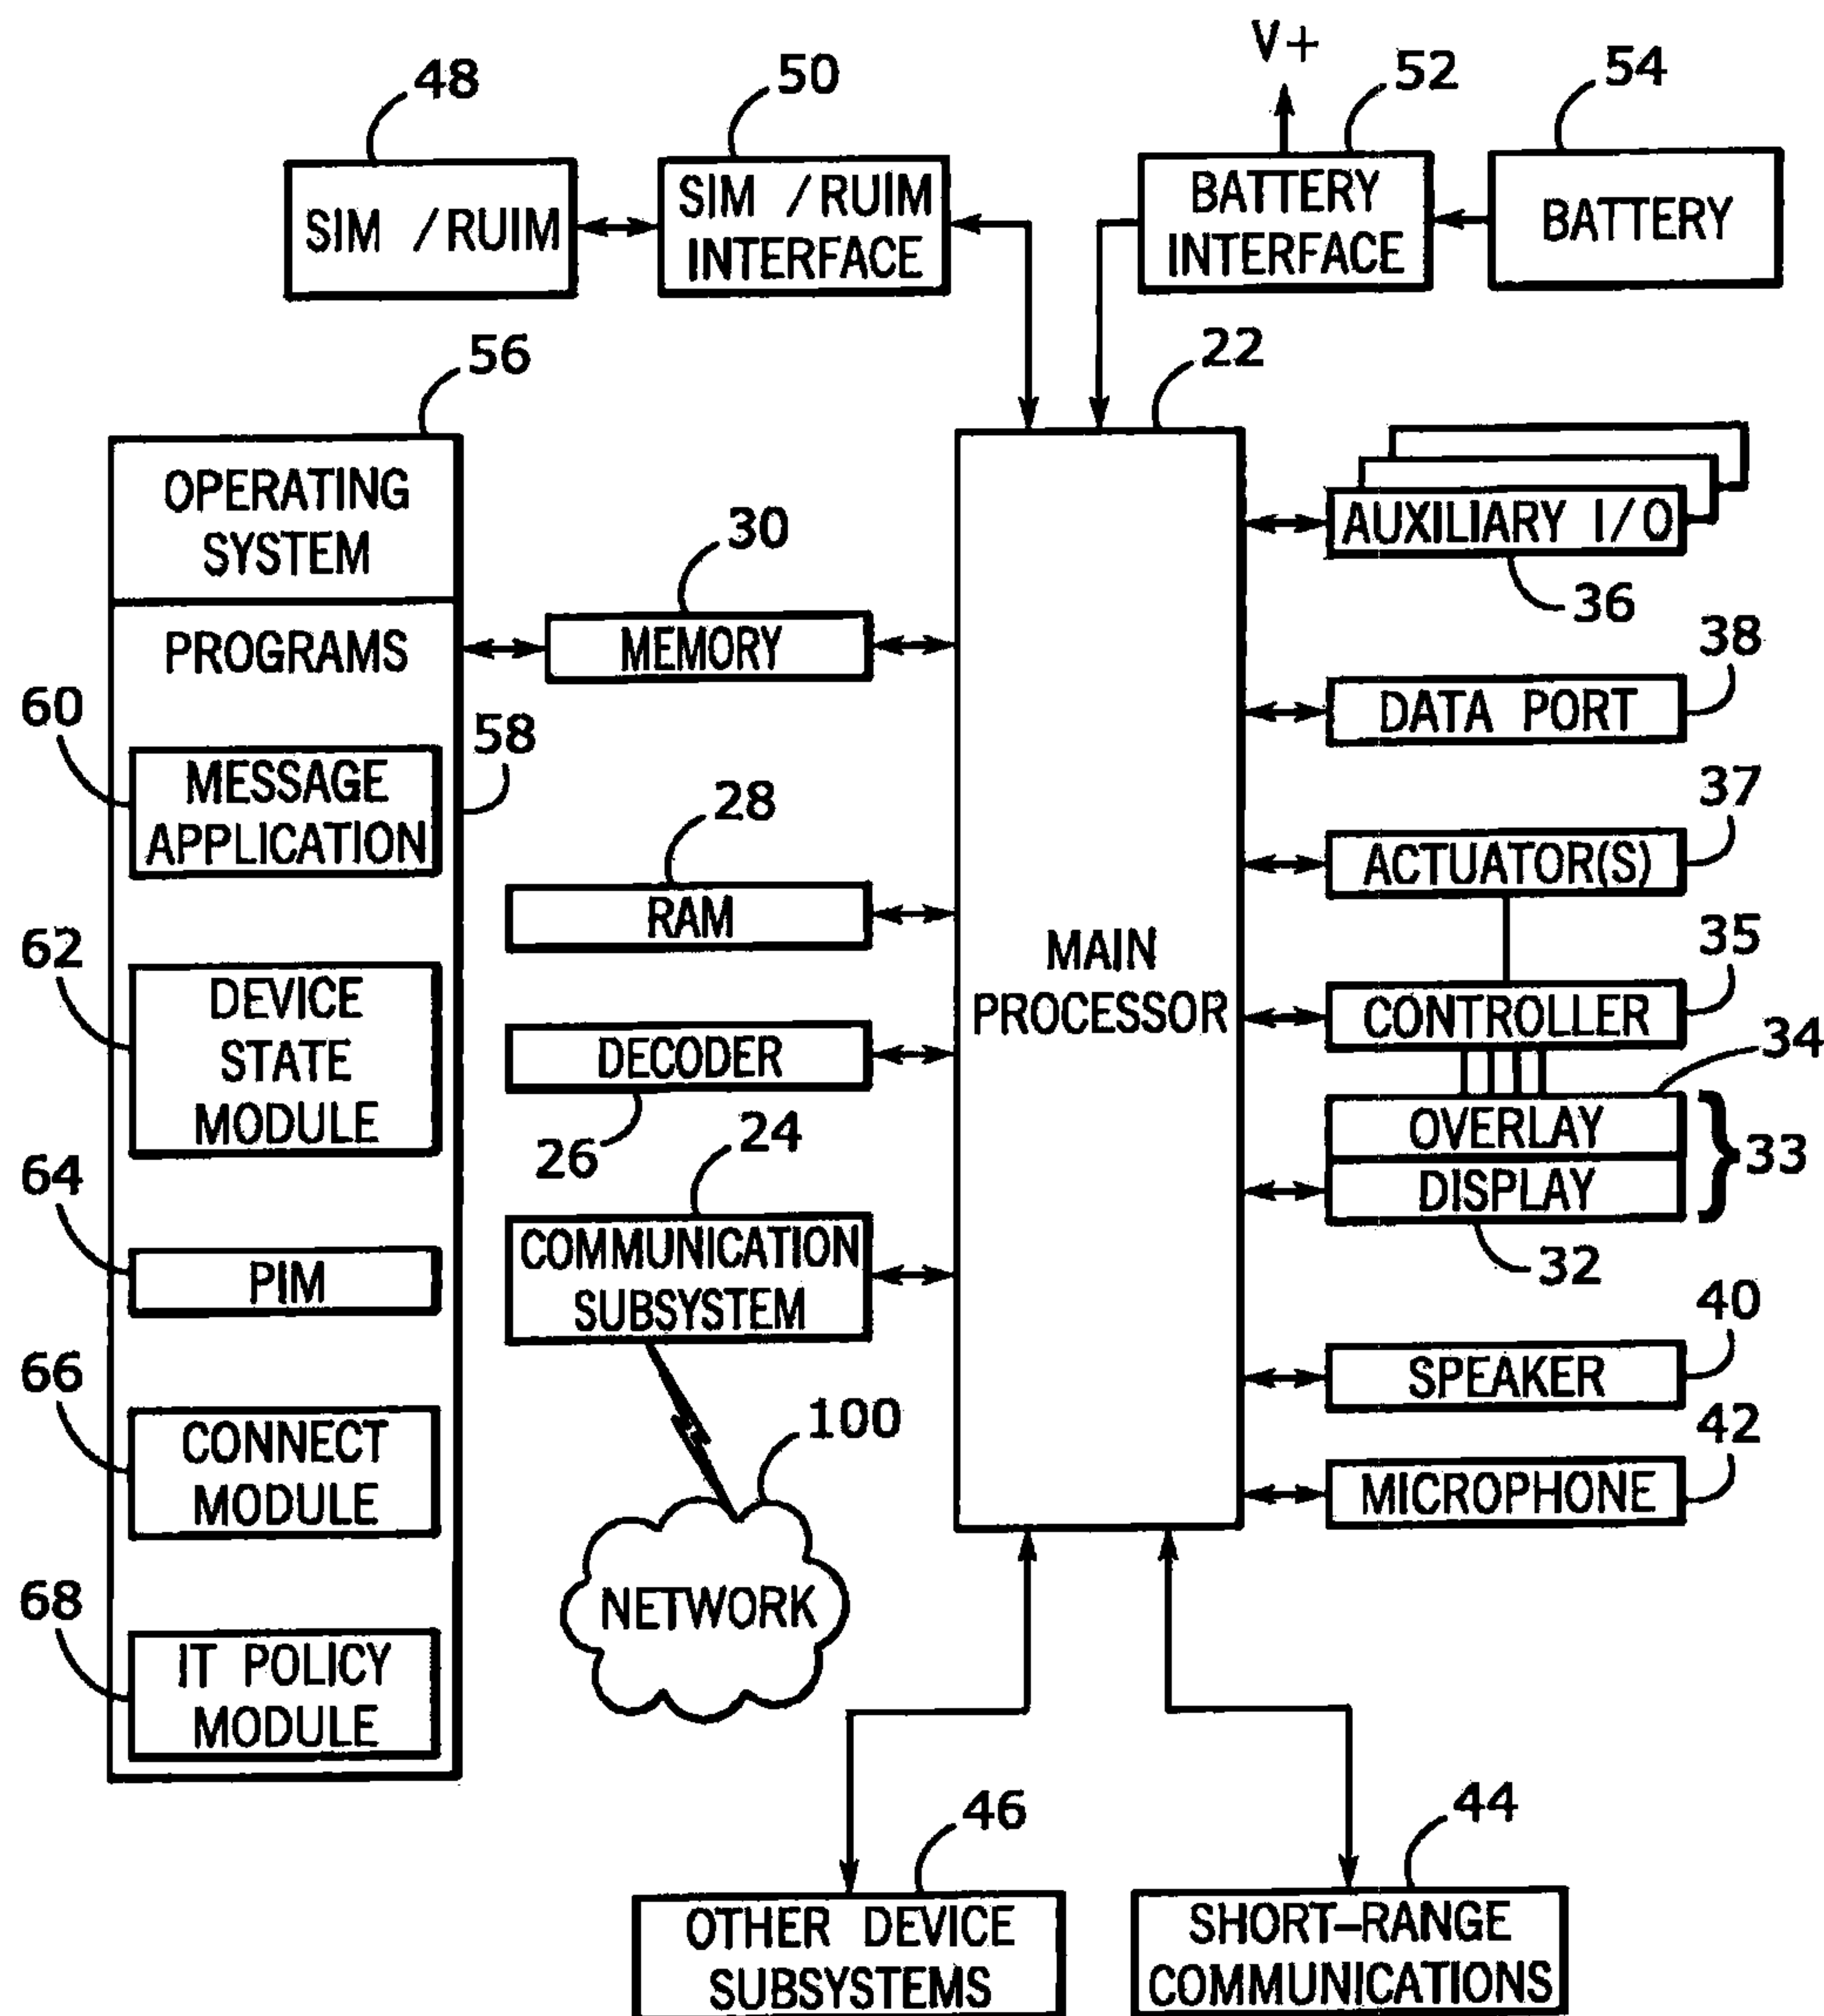 V+
48
50
52
54
SIM /RUIM
SIM /RUIM
INTERFACE
BATTERY
INTERFACE
BATTERY
56
22
OPERATING
SYSTEM
PROGRAMS
60
58
MESSAGE
APPLICATION
62
DEVICE
STATE
MODULE
64
PIM
66
CONNECT
MODULE
68
IT POLICY
MODULE
30
MEMORY
28
RAM
DECODER
26
24
COMMUNICATION
SUBSYSTEM
100
NETWORK
MAIN
PROCESSOR
AUXILIARY I/O
36
38
DATA PORT
37
ACTUATOR(S)
35
CONTROLLER
34
OVERLAY
}33
DISPLAY
32
40
SPEAKER
42
MICROPHONE
46
44
OTHER DEVICE
SUBSYSTEMS
SHORT-RANGE
COMMUNICATIONS